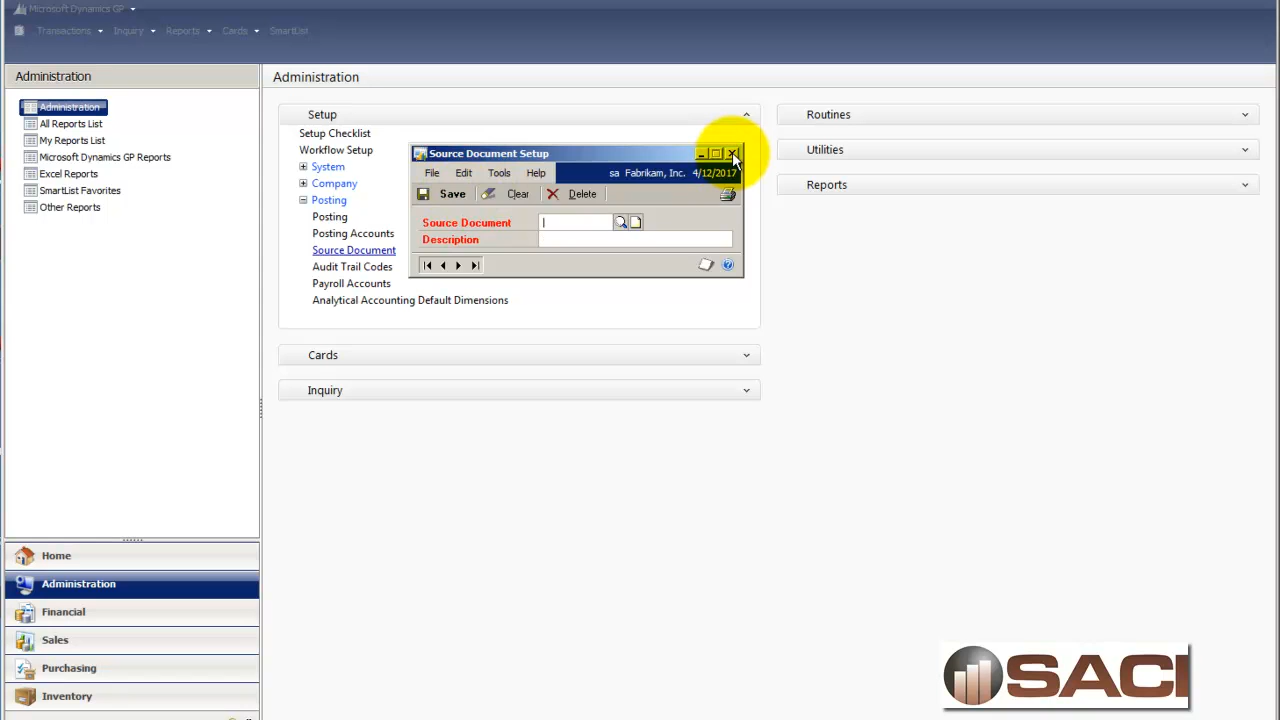 Microsoft Dynamics GP
Transactions Inquiry Reports Cards SmartList
Administration
Administration
All Reports List
My Reports List
Microsoft Dynamics GP Reports
Excel Reports
SmartList Favorites
Other Reports
Home
Administration
Financial
Sales
Purchasing
Inventory
Administration
Setup
Setup Checklist
Workflow Setup
System
Company
Posting
Posting
Posting Accounts
Source Document
Audit Trail Codes
Payroll Accounts
Analytical Accounting Default Dimensions
Cards
Inquiry
Routines
Utilities
Reports
Source Document Setup
File Edit Tools Help sa Fabrikam, Inc. 4/12/2017
Save Clear Delete
Source Document
Description
SACI